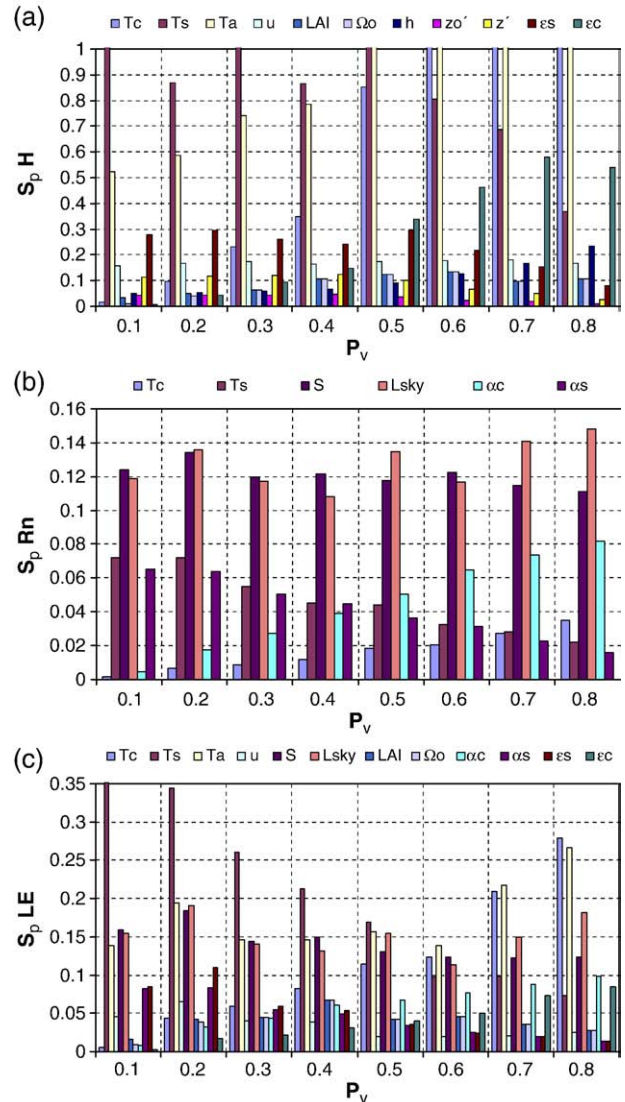 (a)
Tc Ts Ta u LAI Ωo h zo´ z´ εs εc
1
0.9
0.8
0.7
0.6
0.5
0.4
0.3
0.2
0.1
0
Sp H
0.1 0.2 0.3 0.4 0.5 0.6 0.7 0.8
Pv
(b)
Tc Ts S Lsky αc αs
0.16
0.14
0.12
0.1
0.08
0.06
0.04
0.02
0
Sp Rn
0.1 0.2 0.3 0.4 0.5 0.6 0.7 0.8
Pv
(c)
Tc Ts Ta u S Lsky LAI Ωo αc αs εs εc
0.35
0.3
0.25
0.2
0.15
0.1
0.05
0
Sp LE
0.1 0.2 0.3 0.4 0.5 0.6 0.7 0.8
Pv